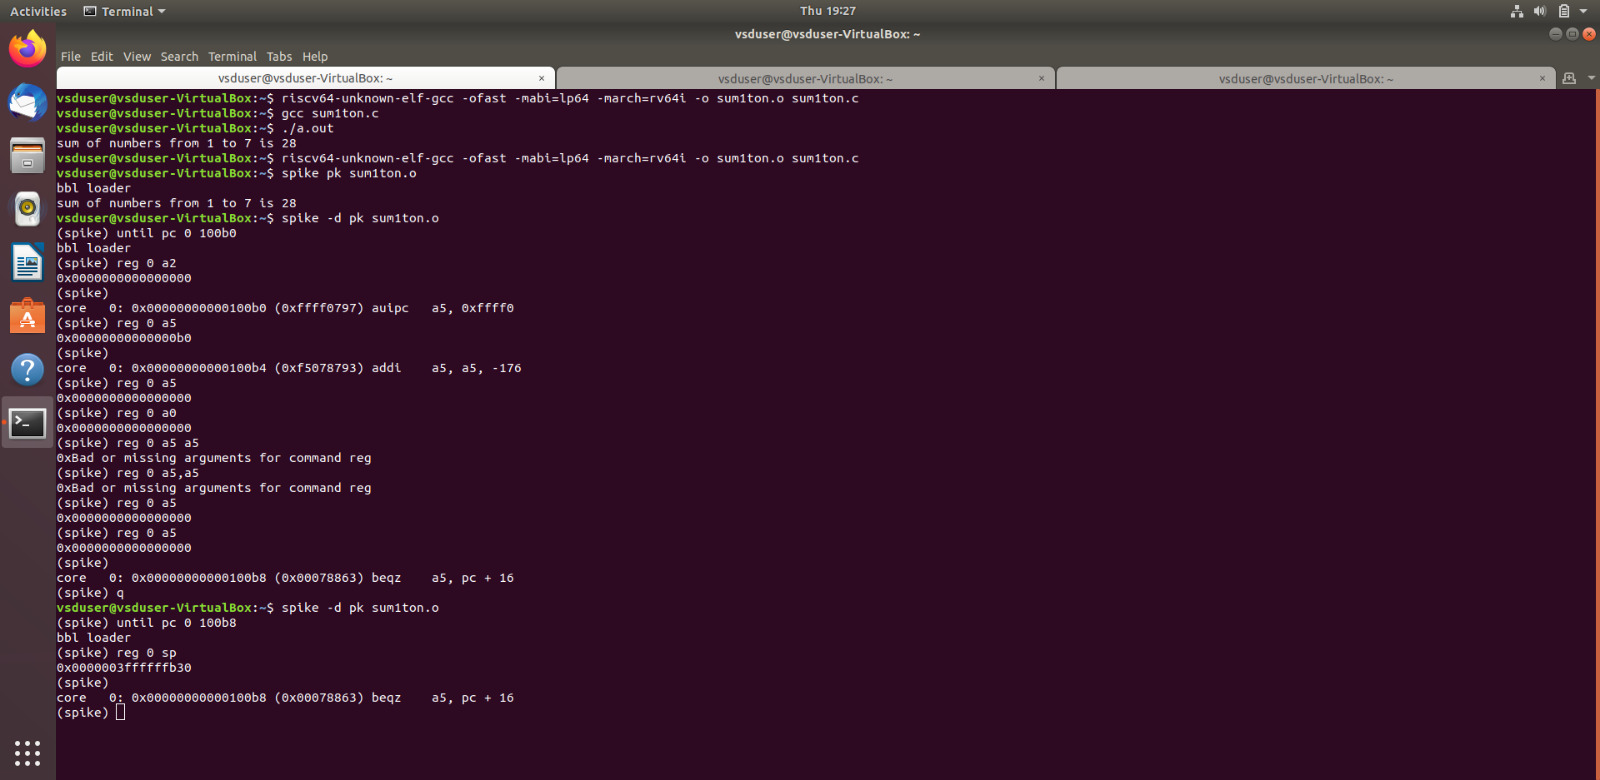 Activities Terminal Thu 19:27
vsduser@vsduser-VirtualBox: ~
File Edit View Search Terminal Tabs Help
vsduser@vsduser-VirtualBox: ~ × vsduser@vsduser-VirtualBox: ~ × vsduser@vsduser-VirtualBox: ~ ×
vsduser@vsduser-VirtualBox:~$ riscv64-unknown-elf-gcc -ofast -mabi=lp64 -march=rv64i -o sum1ton.o sum1ton.c
vsduser@vsduser-VirtualBox:~$ gcc sum1ton.c
vsduser@vsduser-VirtualBox:~$ ./a.out
sum of numbers from 1 to 7 is 28
vsduser@vsduser-VirtualBox:~$ riscv64-unknown-elf-gcc -ofast -mabi=lp64 -march=rv64i -o sum1ton.o sum1ton.c
vsduser@vsduser-VirtualBox:~$ spike pk sum1ton.o
bbl loader
sum of numbers from 1 to 7 is 28
vsduser@vsduser-VirtualBox:~$ spike -d pk sum1ton.o
(spike) until pc 0 100b0
bbl loader
(spike) reg 0 a2
0x0000000000000000
(spike)
core   0: 0x00000000000100b0 (0xffff0797) auipc   a5, 0xffff0
(spike) reg 0 a5
0x00000000000000b0
(spike)
core   0: 0x00000000000100b4 (0xf5078793) addi    a5, a5, -176
(spike) reg 0 a5
0x0000000000000000
(spike) reg 0 a0
0x0000000000000000
(spike) reg 0 a5 a5
0xBad or missing arguments for command reg
(spike) reg 0 a5,a5
0xBad or missing arguments for command reg
(spike) reg 0 a5
0x0000000000000000
(spike) reg 0 a5
0x0000000000000000
(spike)
core   0: 0x00000000000100b8 (0x00078863) beqz    a5, pc + 16
(spike) q
vsduser@vsduser-VirtualBox:~$ spike -d pk sum1ton.o
(spike) until pc 0 100b8
bbl loader
(spike) reg 0 sp
0x0000003ffffffb30
(spike)
core   0: 0x00000000000100b8 (0x00078863) beqz    a5, pc + 16
(spike)